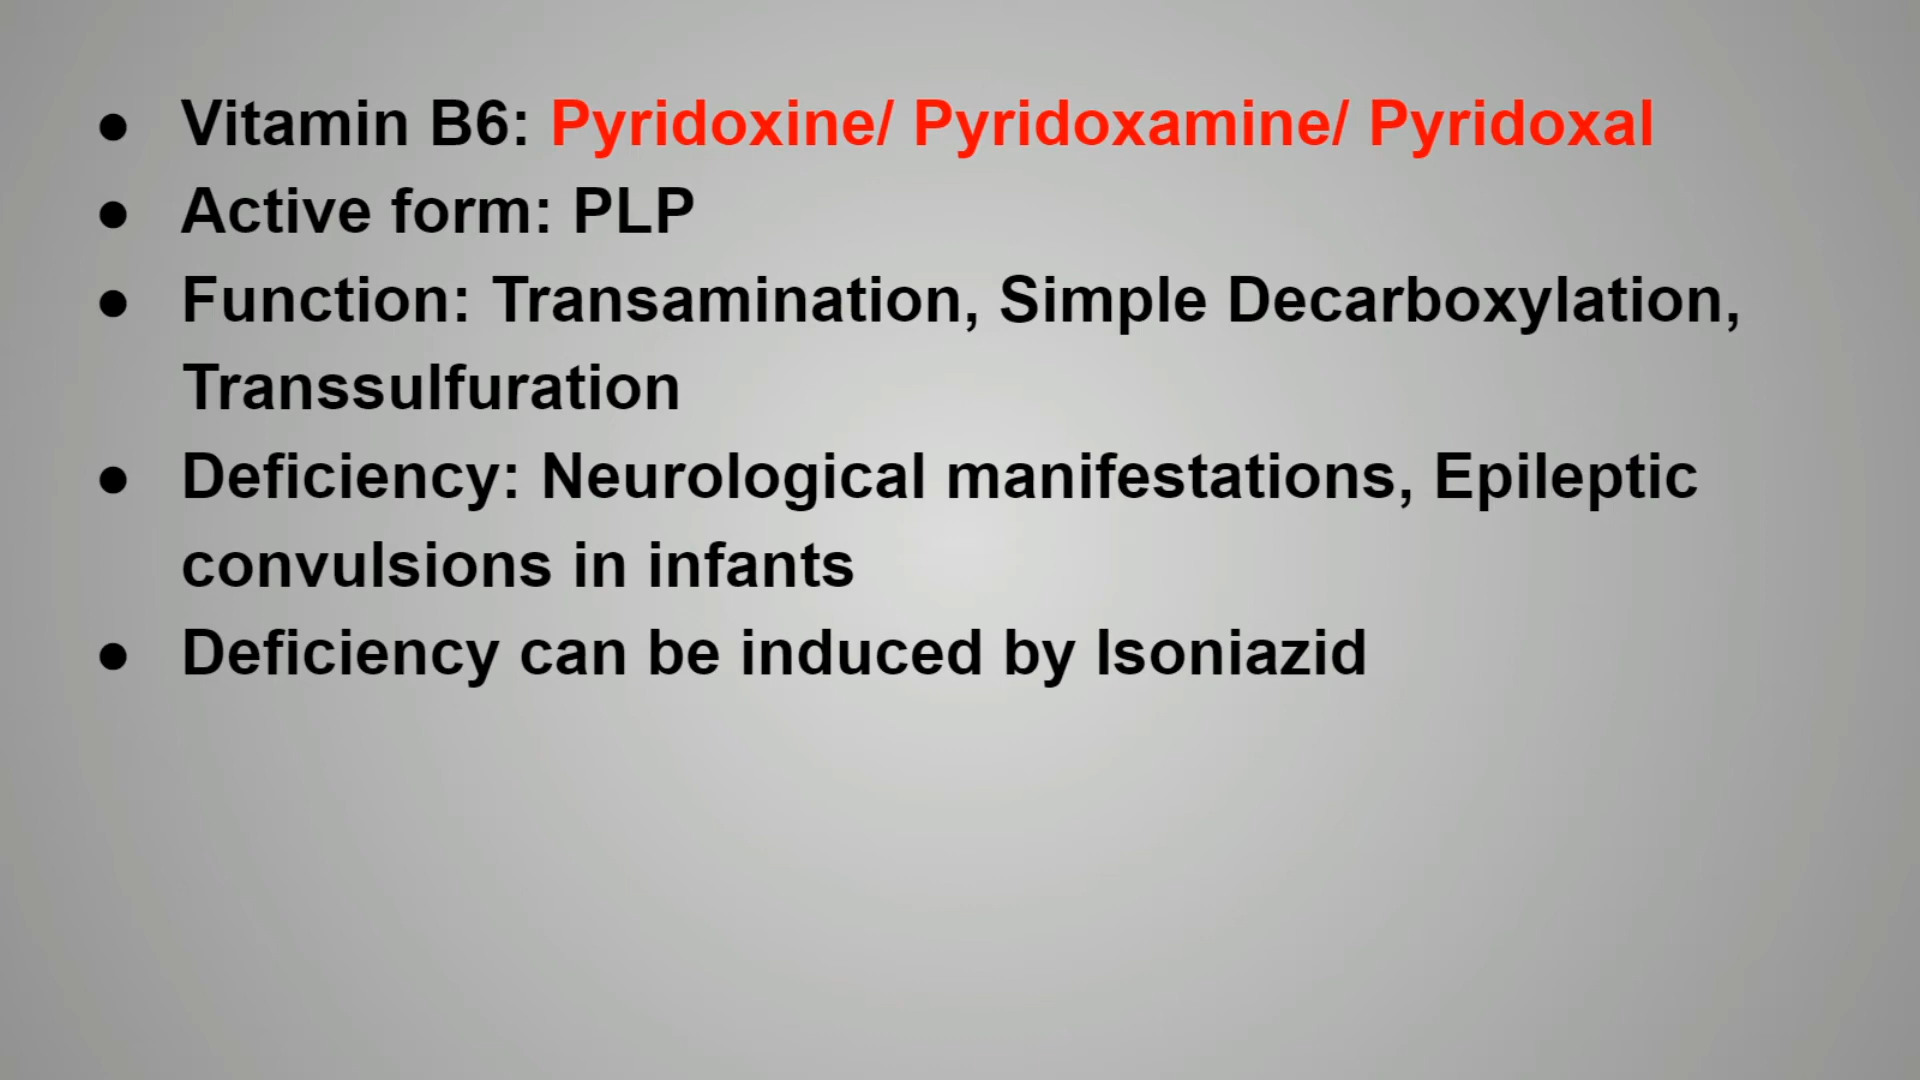 ● Vitamin B6: Pyridoxine/ Pyridoxamine/ Pyridoxal
● Active form: PLP
● Function: Transamination, Simple Decarboxylation,
Transsulfuration
● Deficiency: Neurological manifestations, Epileptic
convulsions in infants
● Deficiency can be induced by Isoniazid